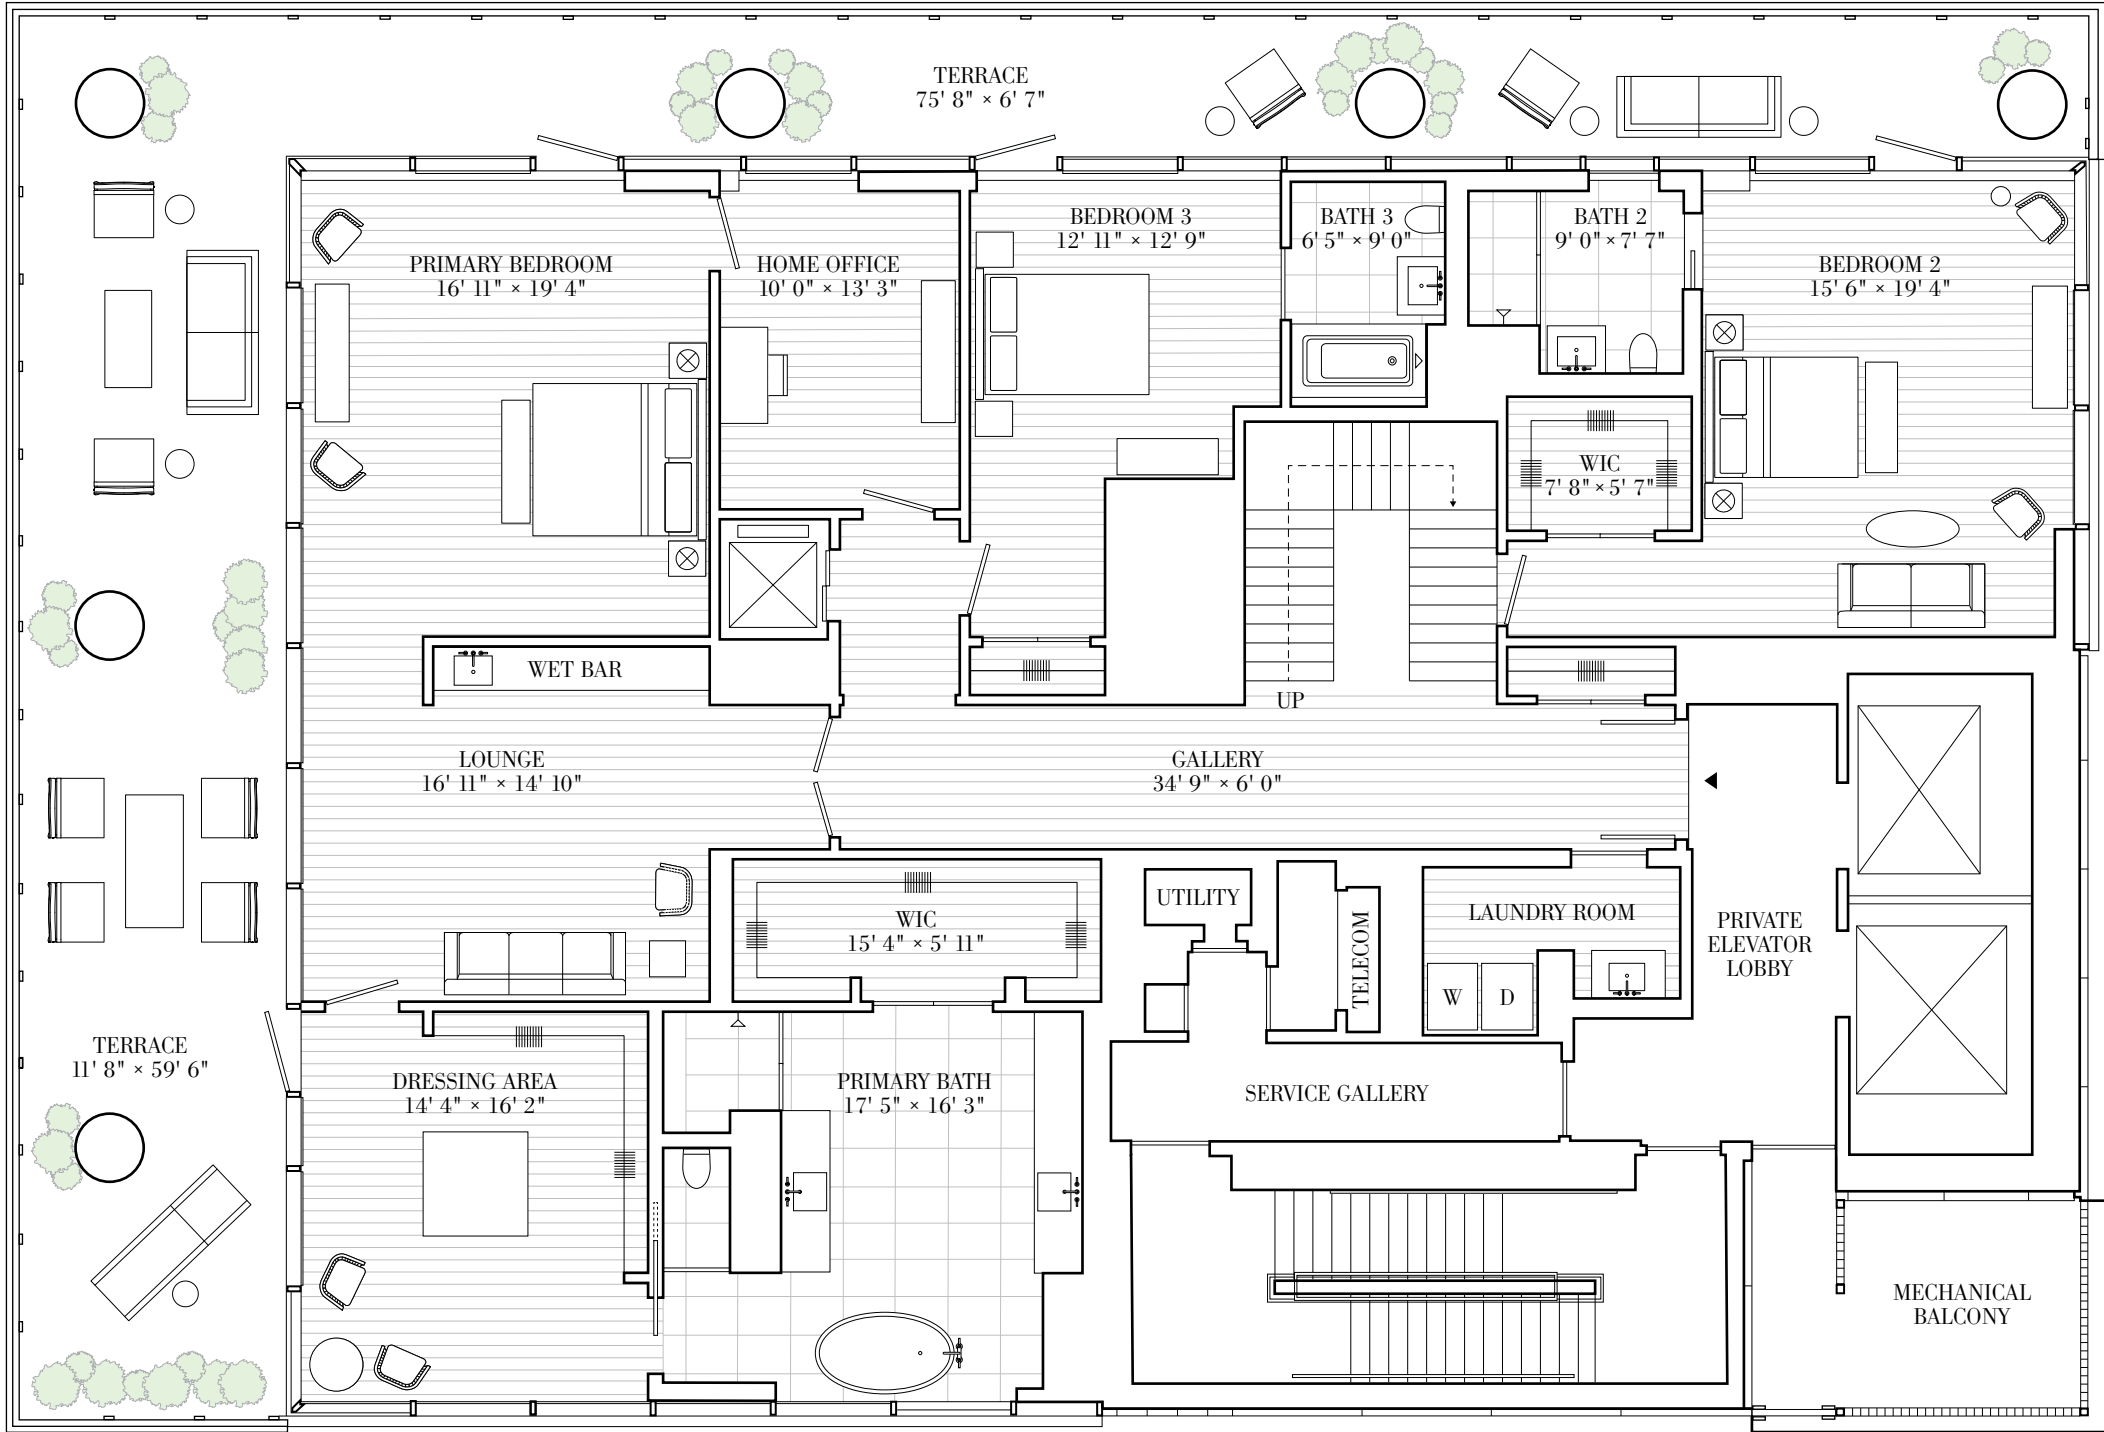 TERRACE
75' 8" × 6' 7"
PRIMARY BEDROOM
16' 11" × 19' 4"
HOME OFFICE
10' 0" × 13' 3"
BEDROOM 3
12' 11" × 12' 9"
BATH 3
6' 5" × 9' 0"
BATH 2
9' 0" × 7' 7"
BEDROOM 2
15' 6" × 19' 4"
WIC
7' 8" × 5' 7"
WET BAR
UP
LOUNGE
16' 11" × 14' 10"
GALLERY
34' 9" × 6' 0"
WIC
15' 4" × 5' 11"
UTILITY
TELECOM
LAUNDRY ROOM
W
D
PRIVATE
ELEVATOR
LOBBY
TERRACE
11' 8" × 59' 6"
DRESSING AREA
14' 4" × 16' 2"
PRIMARY BATH
17' 5" × 16' 3"
SERVICE GALLERY
MECHANICAL
BALCONY